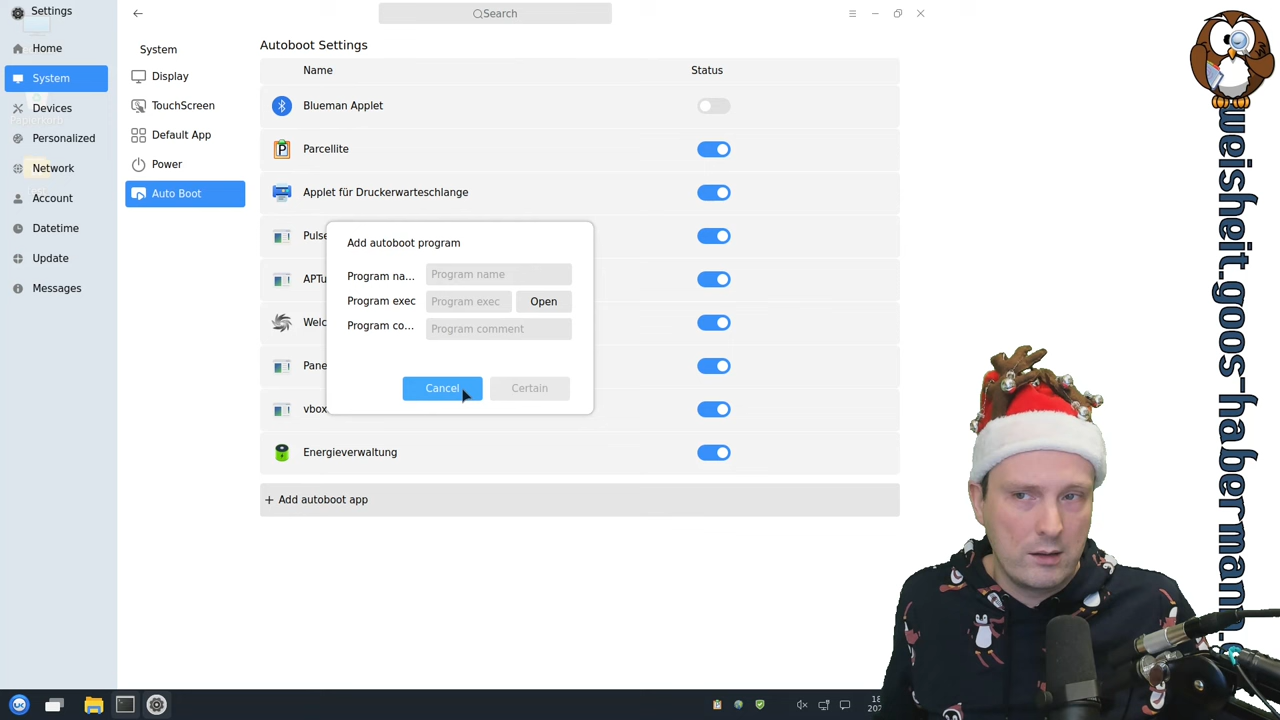 Settings
Search
Home
System
Devices
Personalized
Network
Account
Datetime
Update
Messages
System
Display
TouchScreen
Default App
Power
Auto Boot
Autoboot Settings
Name Status
Blueman Applet
Parcellite
Applet für Druckerwarteschlange
Pulse
APTu
Welc
Pane
vbox
Energieverwaltung
+ Add autoboot app
Add autoboot program
Program na... Program name
Program exec Program exec Open
Program co... Program comment
Cancel Certain
18
weisheit.goos-habermann.